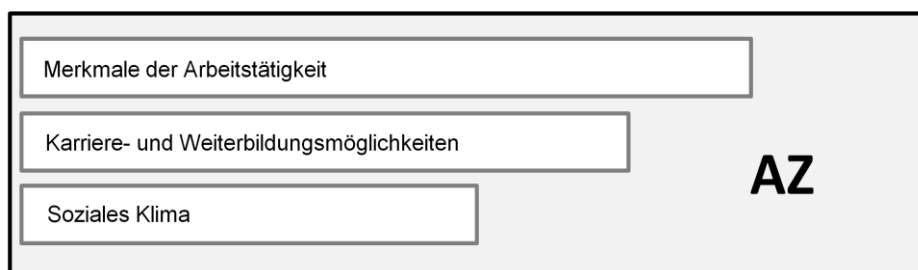 Merkmale der Arbeitstätigkeit
Karriere- und Weiterbildungsmöglichkeiten
AZ
Soziales Klima